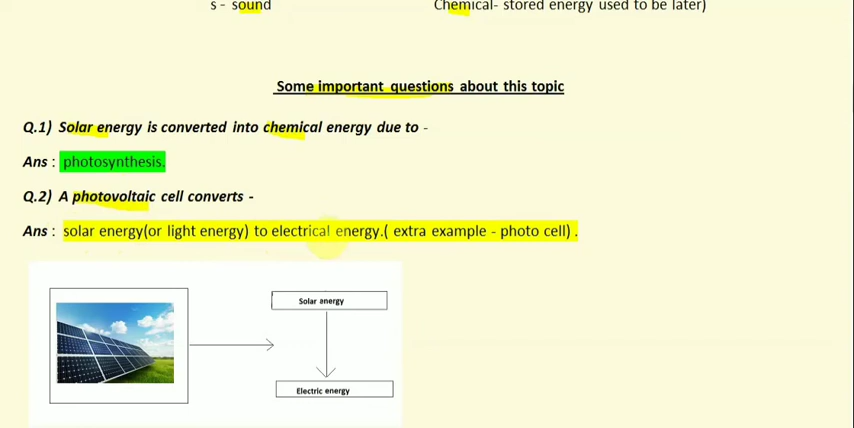 s - sound Chemical- stored energy used to be later)
Some important questions about this topic
Q.1) Solar energy is converted into chemical energy due to -
Ans : photosynthesis.
Q.2) A photovoltaic cell converts -
Ans : solar energy(or light energy) to electrical energy.( extra example - photo cell) .
Solar anergy
Electric energy